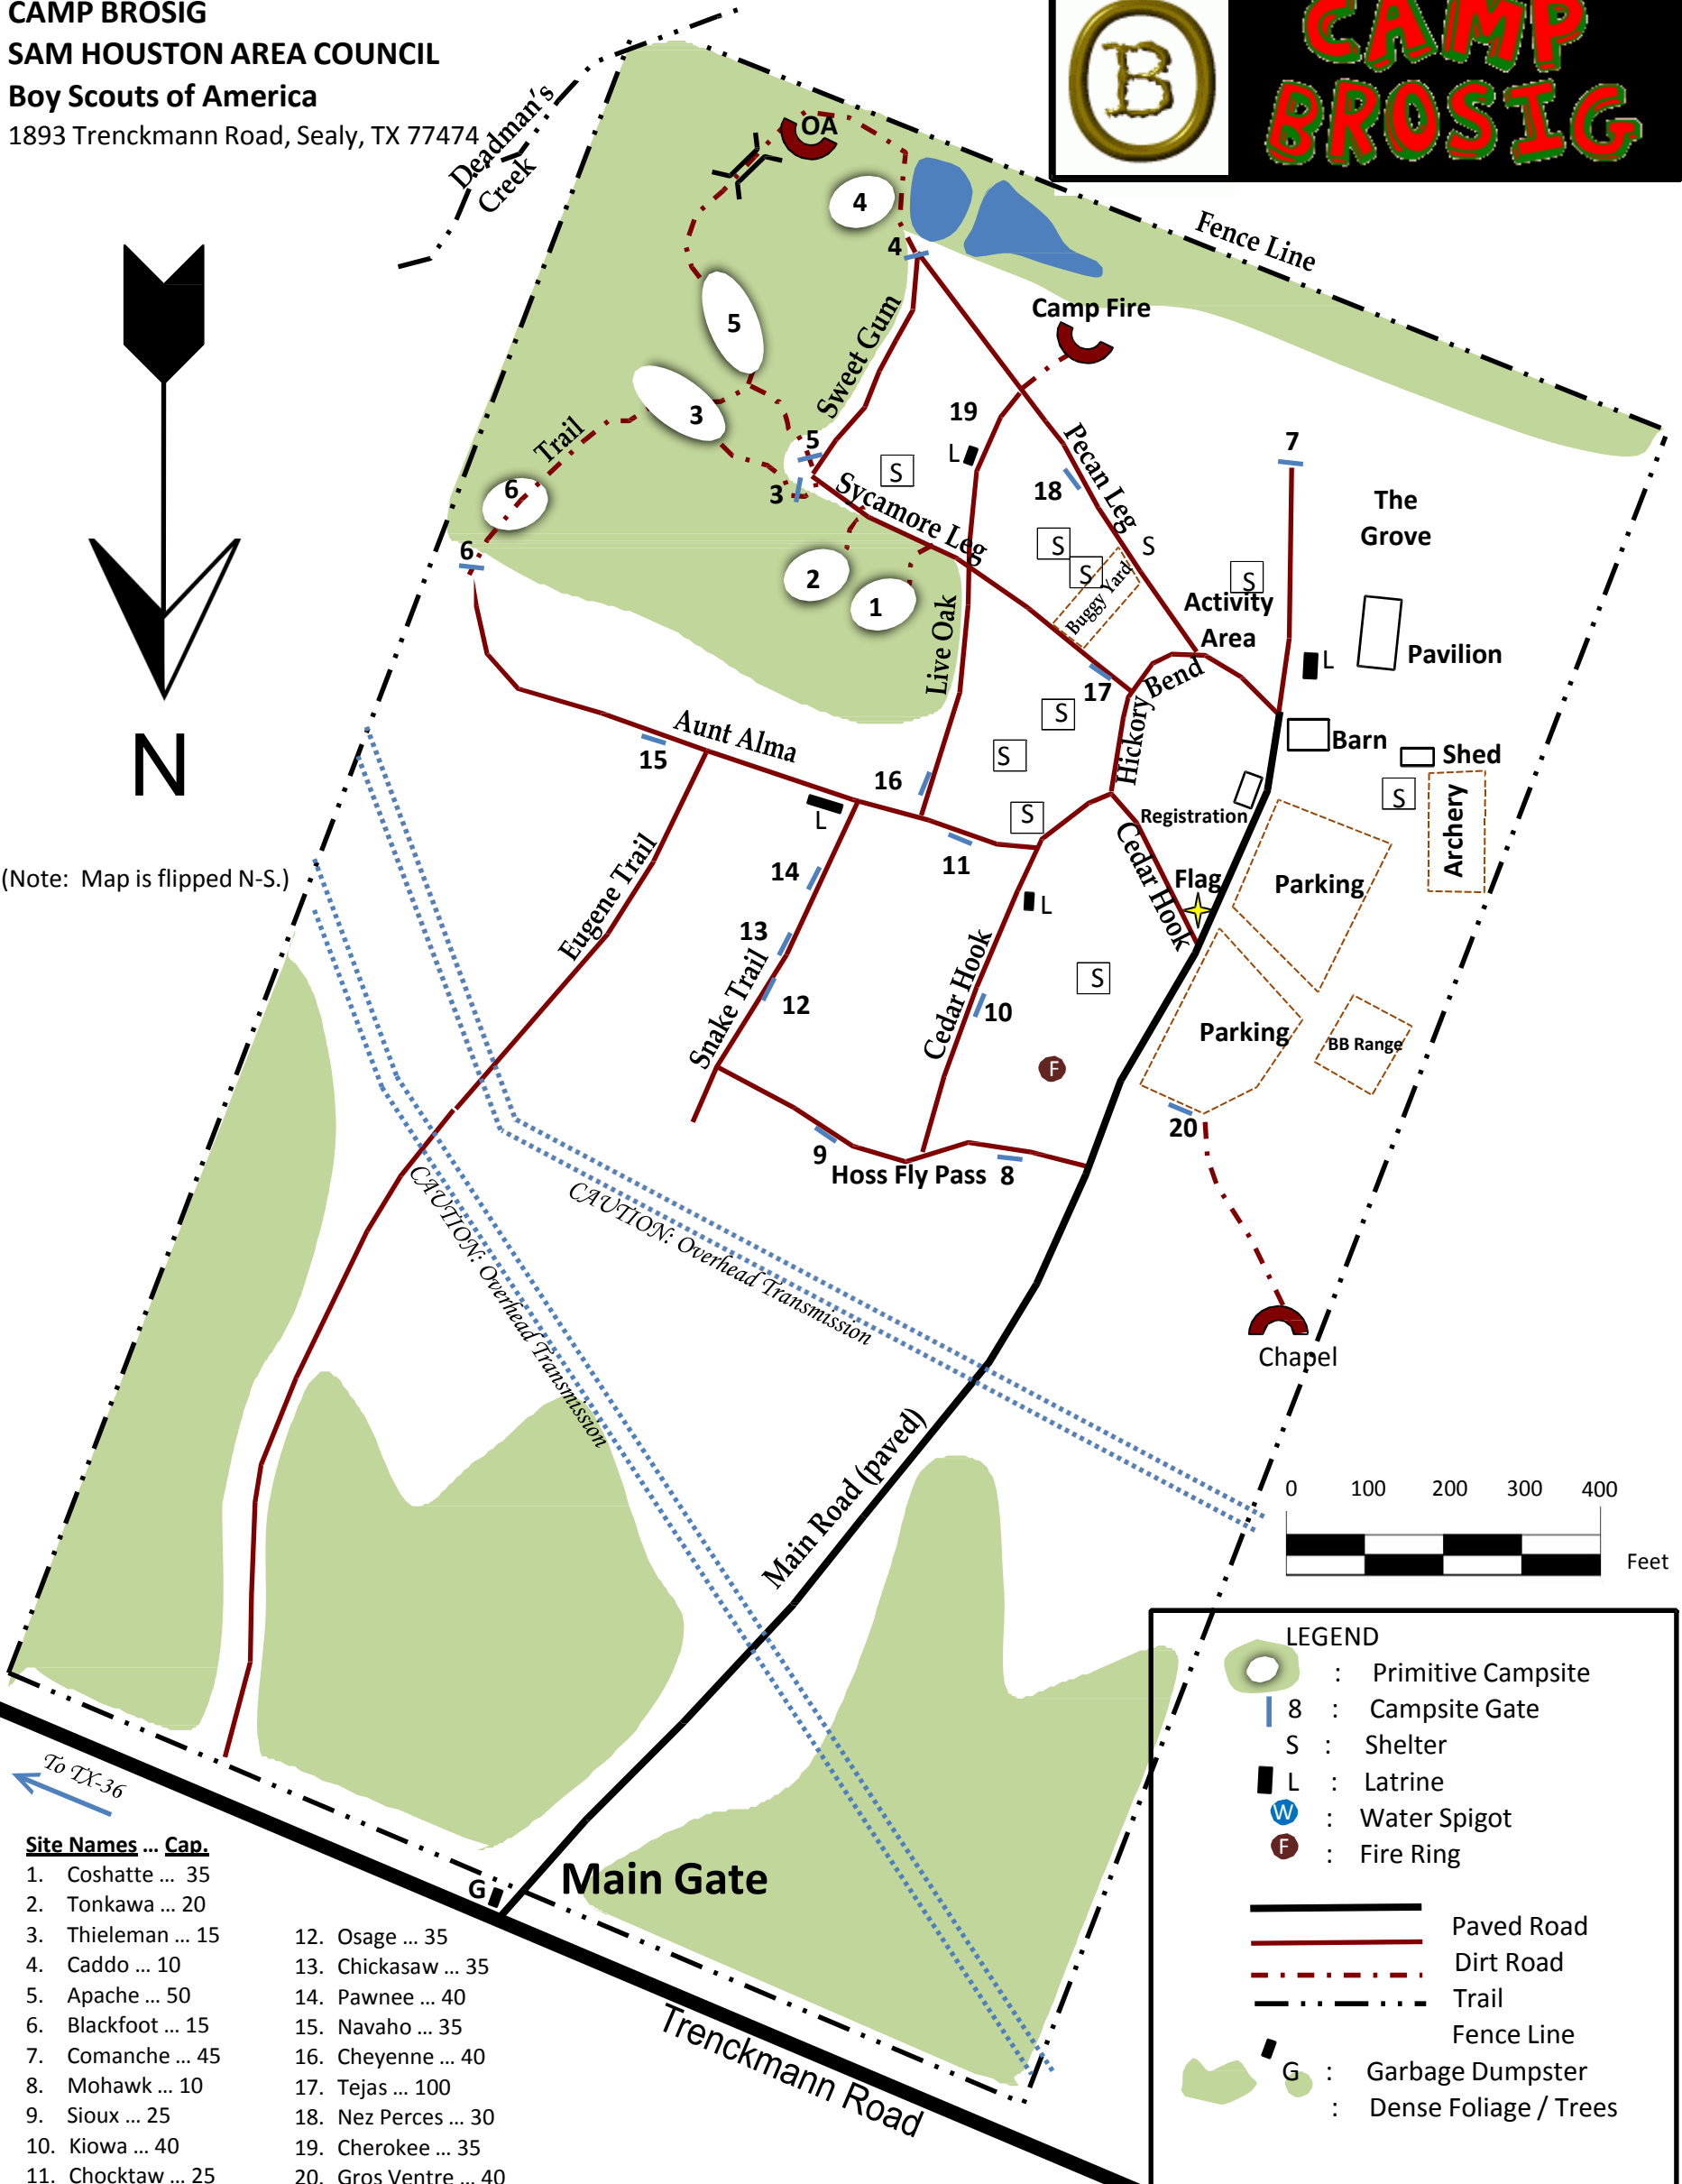 CAMP BROSIG
SAM HOUSTON AREA COUNCIL
Boy Scouts of America
1893 Trenckmann Road, Sealy, TX 77474
B
CAMP
BROSIG
Deadman's
Creek
OA
4
4
Fence Line
Camp Fire
5
Sweet Gum
3
19
L
Pecan Leg
7
Trail
5
S
18
The
Grove
6
3
Sycamore Leg
S
S
S
S
6
2
1
Buggy Yard
Activity
Area
Live Oak
L
Pavilion
17
Hickory Bend
S
N
Aunt Alma
15
S
16
Barn
Shed
S
L
S
Registration
Archery
(Note: Map is flipped N-S.)
Eugene Trail
14
11
Cedar Hook
Flag
Parking
L
13
Snake Trail
12
Cedar Hook
S
10
Parking
BB Range
F
20
9
Hoss Fly Pass
8
CAUTION: Overhead Transmission
CAUTION: Overhead Transmission
Chapel
Main Road (paved)
0 100 200 300 400
Feet
LEGEND
: Primitive Campsite
8 : Campsite Gate
S : Shelter
L : Latrine
W : Water Spigot
F : Fire Ring
Paved Road
Dirt Road
Trail
Fence Line
G : Garbage Dumpster
: Dense Foliage / Trees
To TX-36
G
Main Gate
Trenckmann Road
Site Names ... Cap.
1. Coshatte ... 35
2. Tonkawa ... 20
3. Thieleman ... 15
4. Caddo ... 10
5. Apache ... 50
6. Blackfoot ... 15
7. Comanche ... 45
8. Mohawk ... 10
9. Sioux ... 25
10. Kiowa ... 40
11. Chocktaw ... 25
12. Osage ... 35
13. Chickasaw ... 35
14. Pawnee ... 40
15. Navaho ... 35
16. Cheyenne ... 40
17. Tejas ... 100
18. Nez Perces ... 30
19. Cherokee ... 35
20. Gros Ventre ... 40